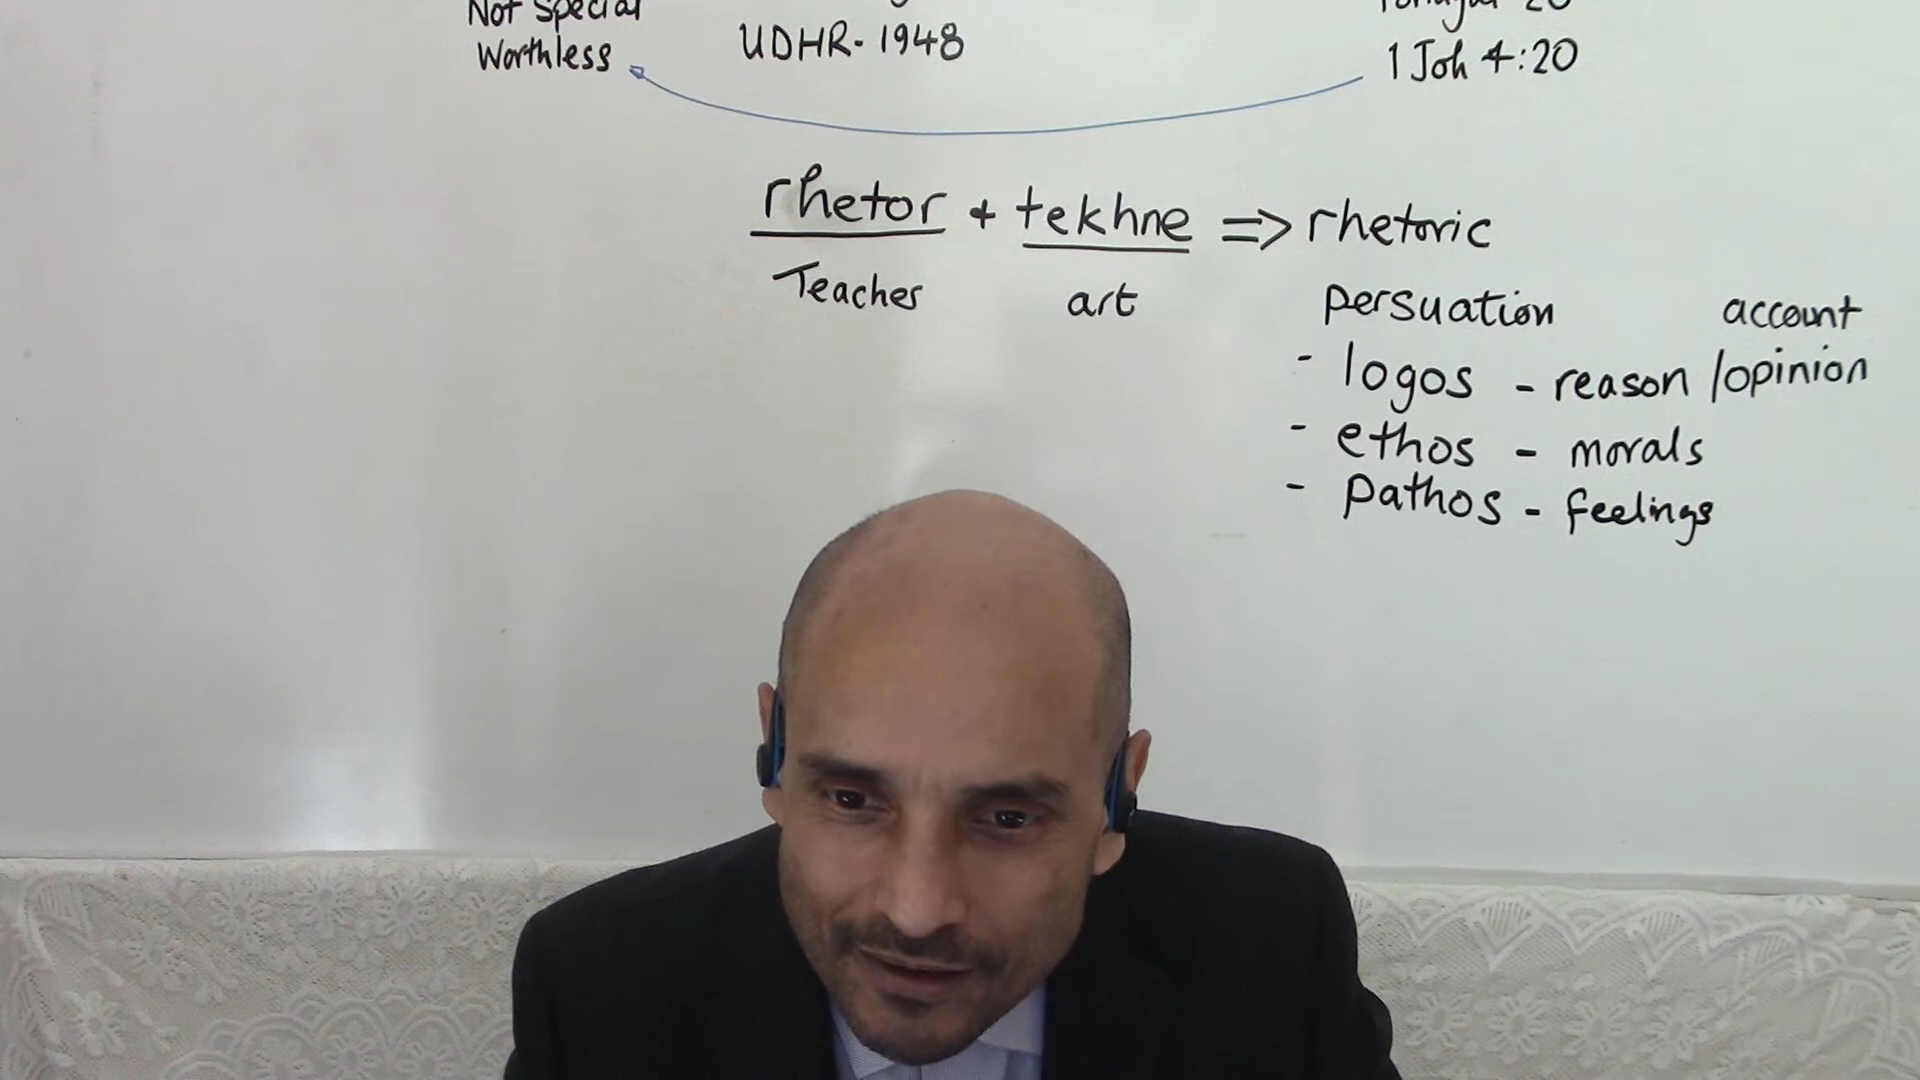 Not Special
Worthless
UDHR- 1948
20
1 Joh 4:20
rhetor + tekhne => rhetoric
Teacher
art
persuation
account
- logos - reason /opinion
- ethos - morals
- pathos - feelings